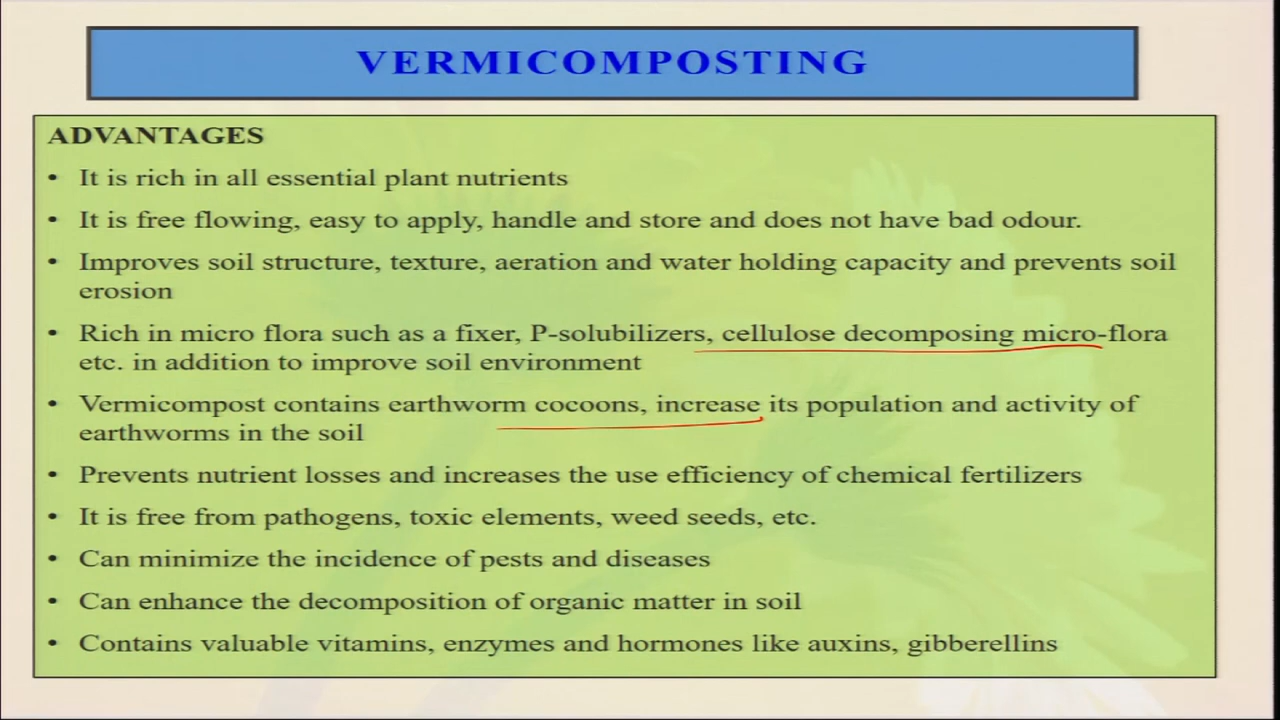 VERMICOMPOSTING
ADVANTAGES
• It is rich in all essential plant nutrients
• It is free flowing, easy to apply, handle and store and does not have bad odour.
• Improves soil structure, texture, aeration and water holding capacity and prevents soil
erosion
• Rich in micro flora such as a fixer, P-solubilizers, cellulose decomposing micro-flora
etc. in addition to improve soil environment
• Vermicompost contains earthworm cocoons, increase its population and activity of
earthworms in the soil
• Prevents nutrient losses and increases the use efficiency of chemical fertilizers
• It is free from pathogens, toxic elements, weed seeds, etc.
• Can minimize the incidence of pests and diseases
• Can enhance the decomposition of organic matter in soil
• Contains valuable vitamins, enzymes and hormones like auxins, gibberellins